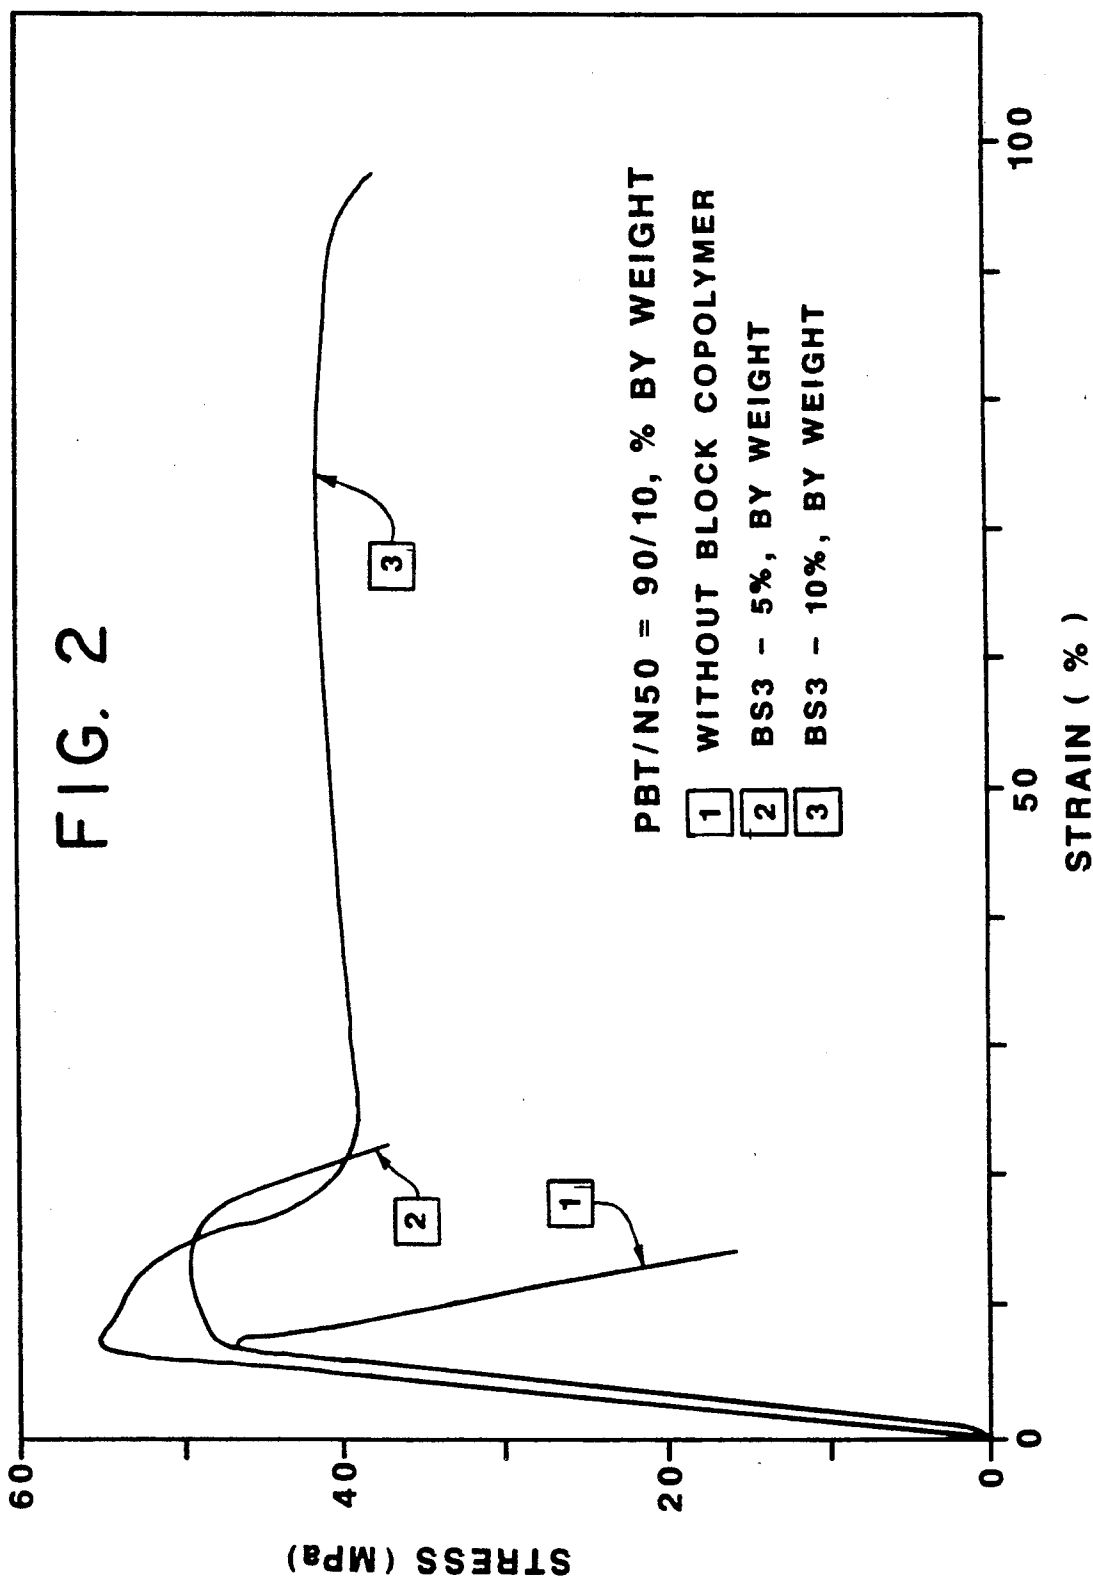 FIG. 2
60
40
20
0
STRESS (MPa)
0
50
100
STRAIN (%)
3
2
1
PBT/N50 = 90/10, % BY WEIGHT
1 WITHOUT BLOCK COPOLYMER
2 BS3 - 5%, BY WEIGHT
3 BS3 - 10%, BY WEIGHT